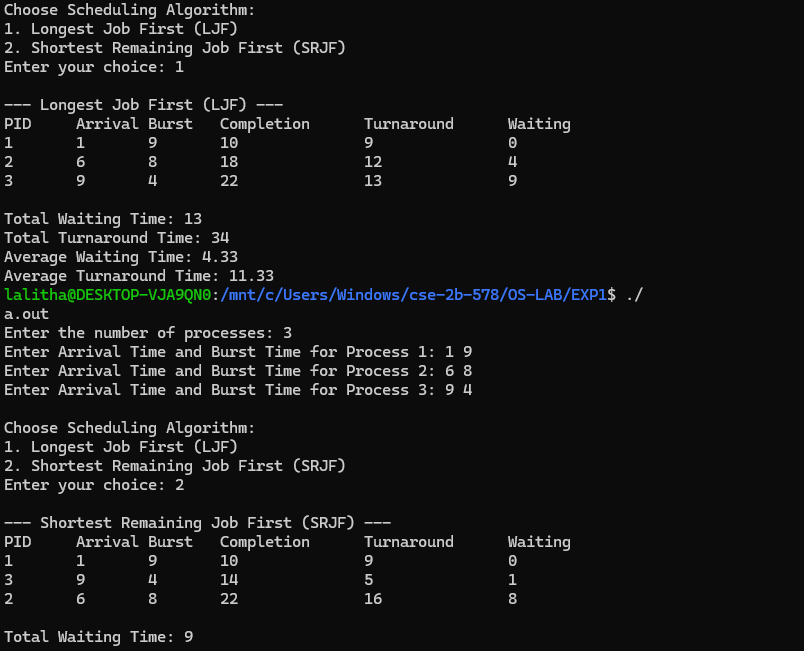 Choose Scheduling Algorithm:
1. Longest Job First (LJF)
2. Shortest Remaining Job First (SRJF)
Enter your choice: 1
--- Longest Job First (LJF) ---
PID Arrival Burst Completion Turnaround Waiting
1 1 9 10 9 0
2 6 8 18 12 4
3 9 4 22 13 9
Total Waiting Time: 13
Total Turnaround Time: 34
Average Waiting Time: 4.33
Average Turnaround Time: 11.33
lalitha@DESKTOP-VJA9QN0:/mnt/c/Users/Windows/cse-2b-578/OS-LAB/EXP1$ ./
a.out
Enter the number of processes: 3
Enter Arrival Time and Burst Time for Process 1: 1 9
Enter Arrival Time and Burst Time for Process 2: 6 8
Enter Arrival Time and Burst Time for Process 3: 9 4
Choose Scheduling Algorithm:
1. Longest Job First (LJF)
2. Shortest Remaining Job First (SRJF)
Enter your choice: 2
--- Shortest Remaining Job First (SRJF) ---
PID Arrival Burst Completion Turnaround Waiting
1 1 9 10 9 0
3 9 4 14 5 1
2 6 8 22 16 8
Total Waiting Time: 9